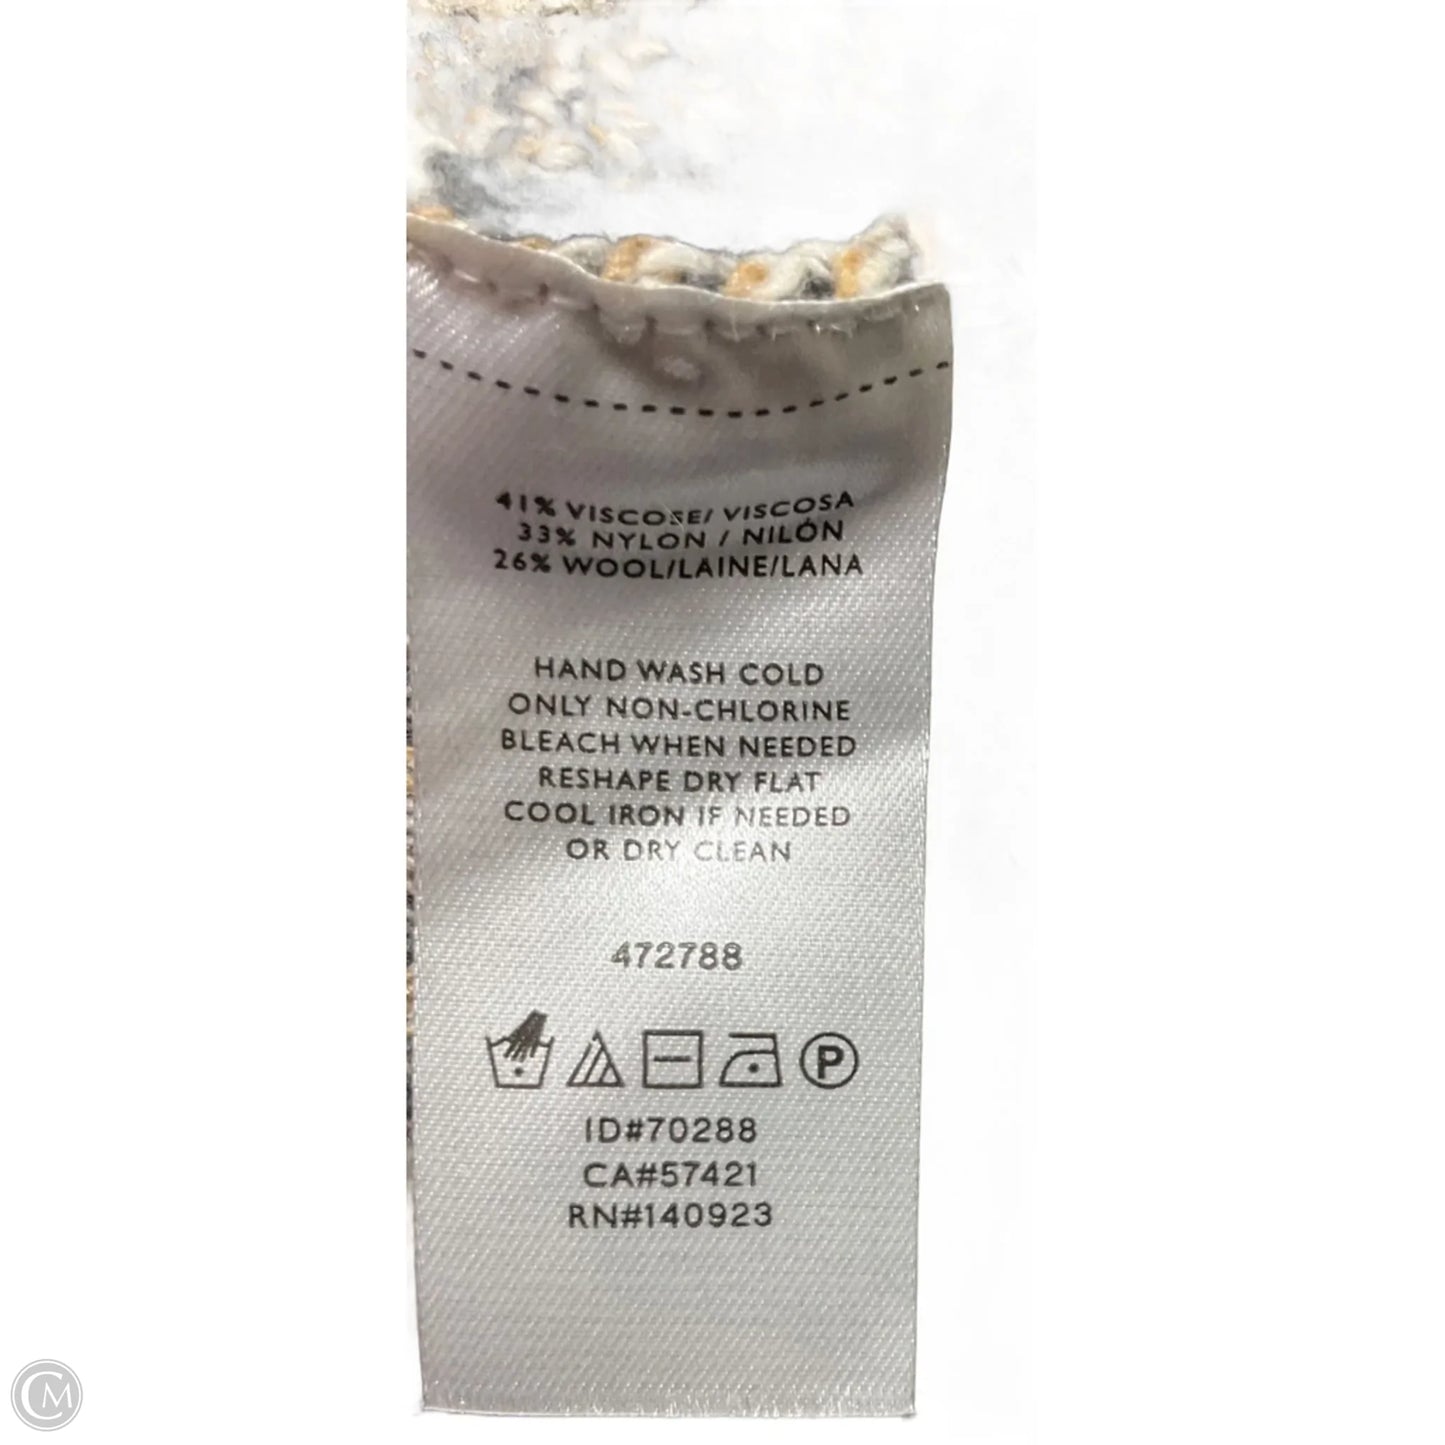 41% VISCOSE/ VISCOSA
33% NYLON / NILÓN
26% WOOL/LAINE/LANA
HAND WASH COLD
ONLY NON-CHLORINE
BLEACH WHEN NEEDED
RESHAPE DRY FLAT
COOL IRON IF NEEDED
OR DRY CLEAN
472788
P
ID#70288
CA#57421
RN#140923
CM